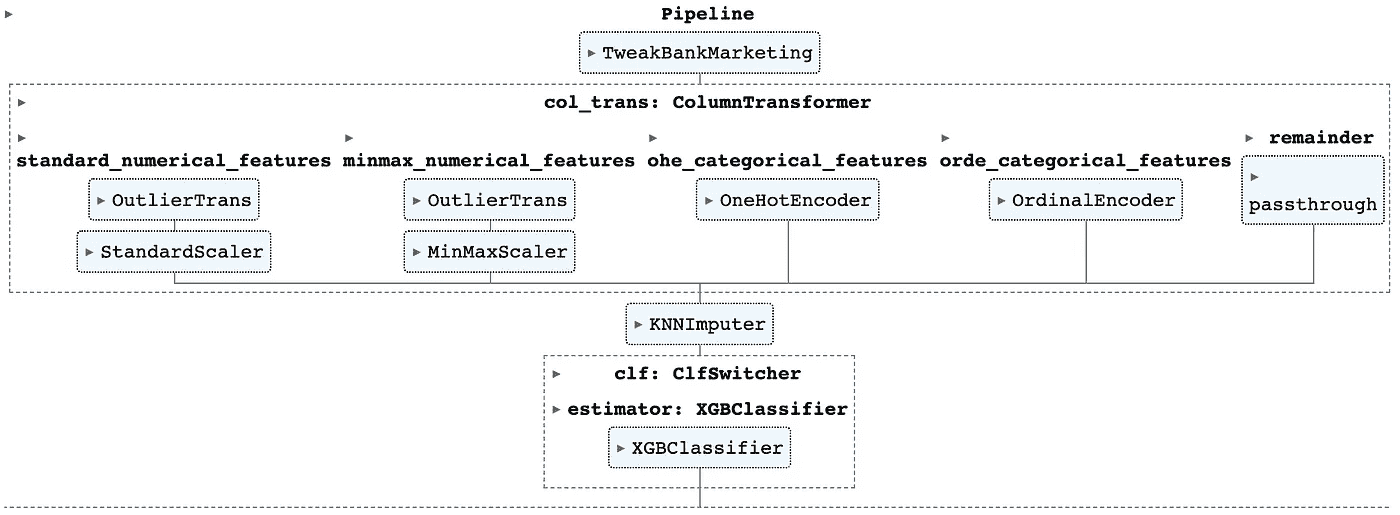 Pipeline
TweakBankMarketing
col_trans: ColumnTransformer
remainder
standard_numerical_features minmax_numerical_features ohe_categorical_features orde_categorical_features
OutlierTrans OutlierTrans OneHotEncoder OrdinalEncoder passthrough
StandardScaler MinMaxScaler
KNNImputer
clf: ClfSwitcher
estimator: XGBClassifier
XGBClassifier